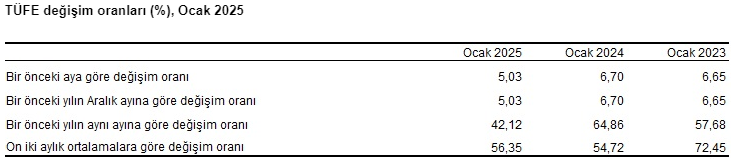 TÜFE değişim oranları (%), Ocak 2025
Ocak 2025 Ocak 2024 Ocak 2023
Bir önceki aya göre değişim oranı 5,03 6,70 6,65
Bir önceki yılın Aralık ayına göre değişim oranı 5,03 6,70 6,65
Bir önceki yılın aynı ayına göre değişim oranı 42,12 64,86 57,68
On iki aylık ortalamalara göre değişim oranı 56,35 54,72 72,45